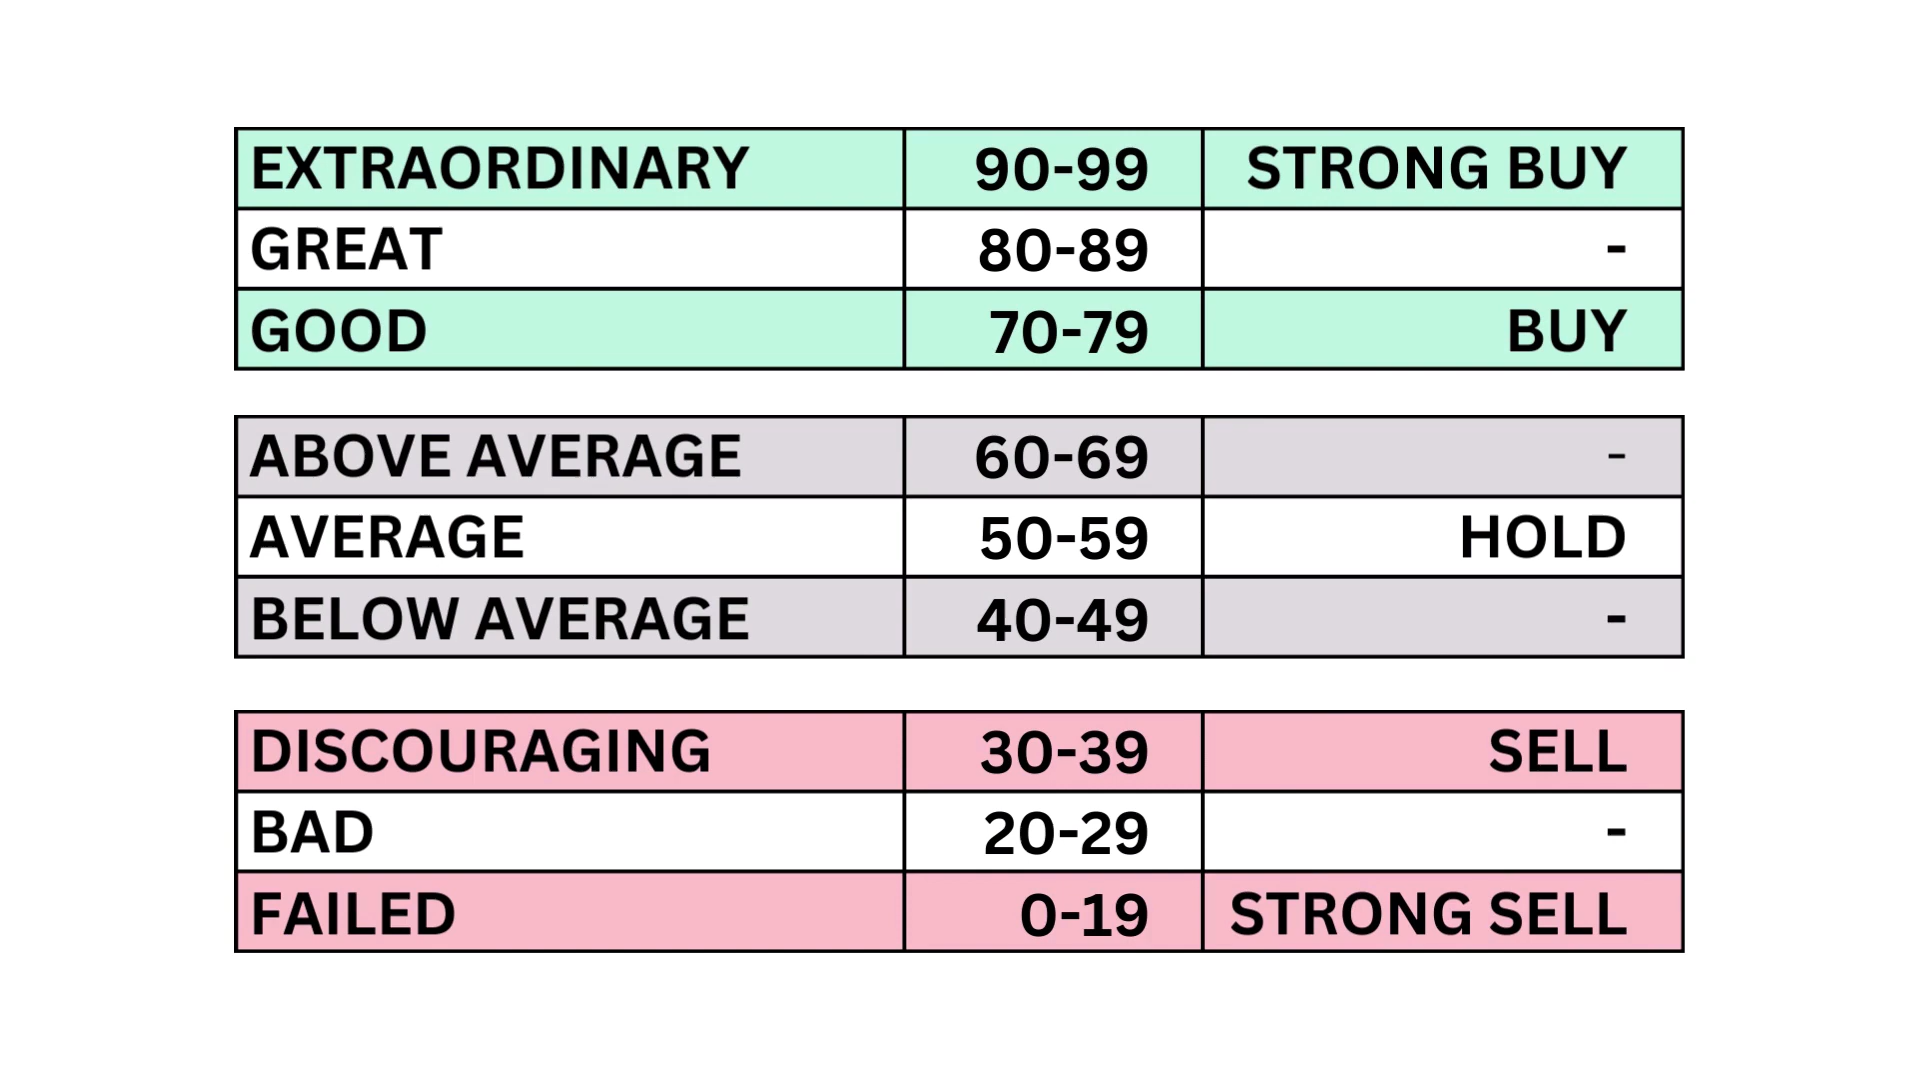 EXTRAORDINARY 90-99 STRONG BUY
GREAT 80-89 -
GOOD 70-79 BUY
ABOVE AVERAGE 60-69 -
AVERAGE 50-59 HOLD
BELOW AVERAGE 40-49 -
DISCOURAGING 30-39 SELL
BAD 20-29 -
FAILED 0-19 STRONG SELL